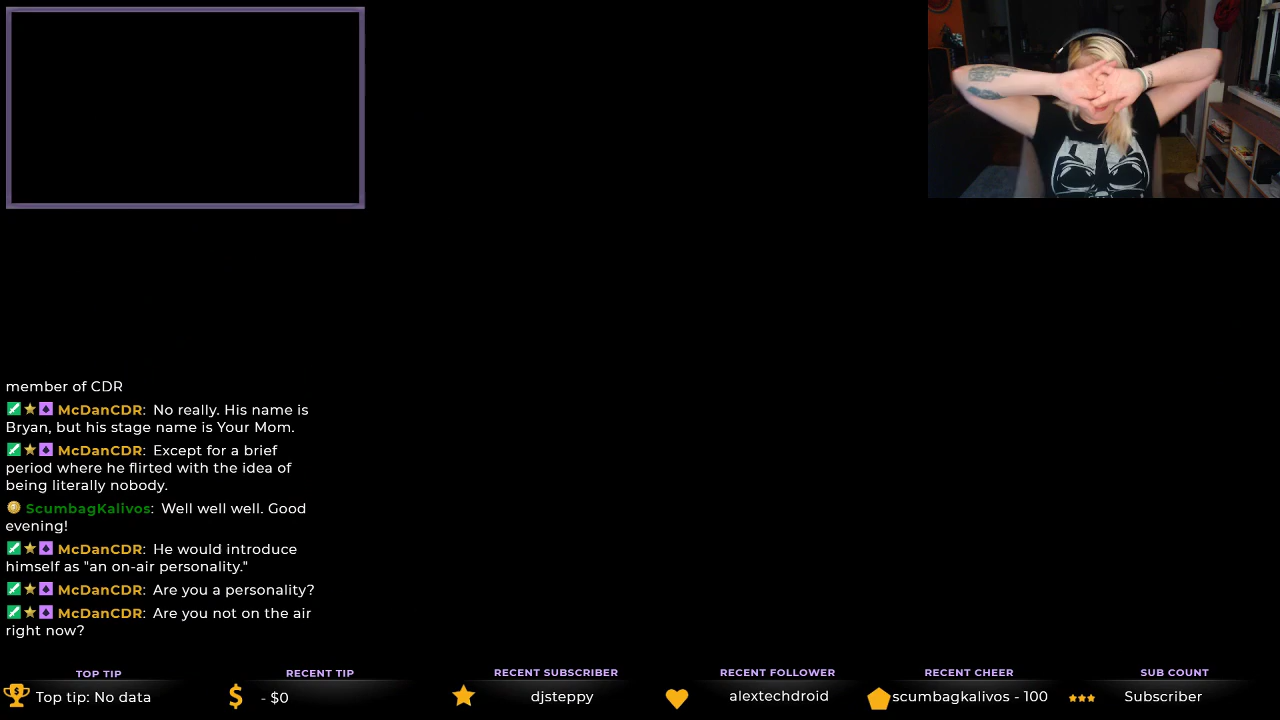 member of CDR
McDanCDR: No really. His name is
Bryan, but his stage name is Your Mom.
McDanCDR: Except for a brief
period where he flirted with the idea of
being literally nobody.
ScumbagKalivos: Well well well. Good
evening!
McDanCDR: He would introduce
himself as "an on-air personality."
McDanCDR: Are you a personality?
McDanCDR: Are you not on the air
right now?
TOP TIP
Top tip: No data
RECENT TIP
- $0
RECENT SUBSCRIBER
djsteppy
RECENT FOLLOWER
alextechdroid
RECENT CHEER
scumbagkalivos - 100
SUB COUNT
Subscriber